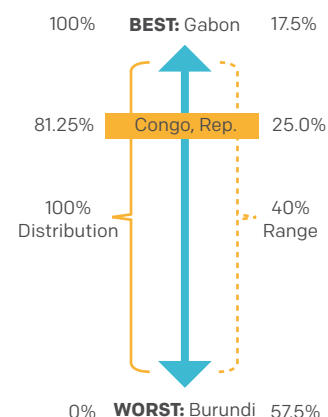 100% BEST: Gabon 17.5%
81.25% Congo, Rep. 25.0%
100% 40%
Distribution Range
0% WORST: Burundi 57.5%